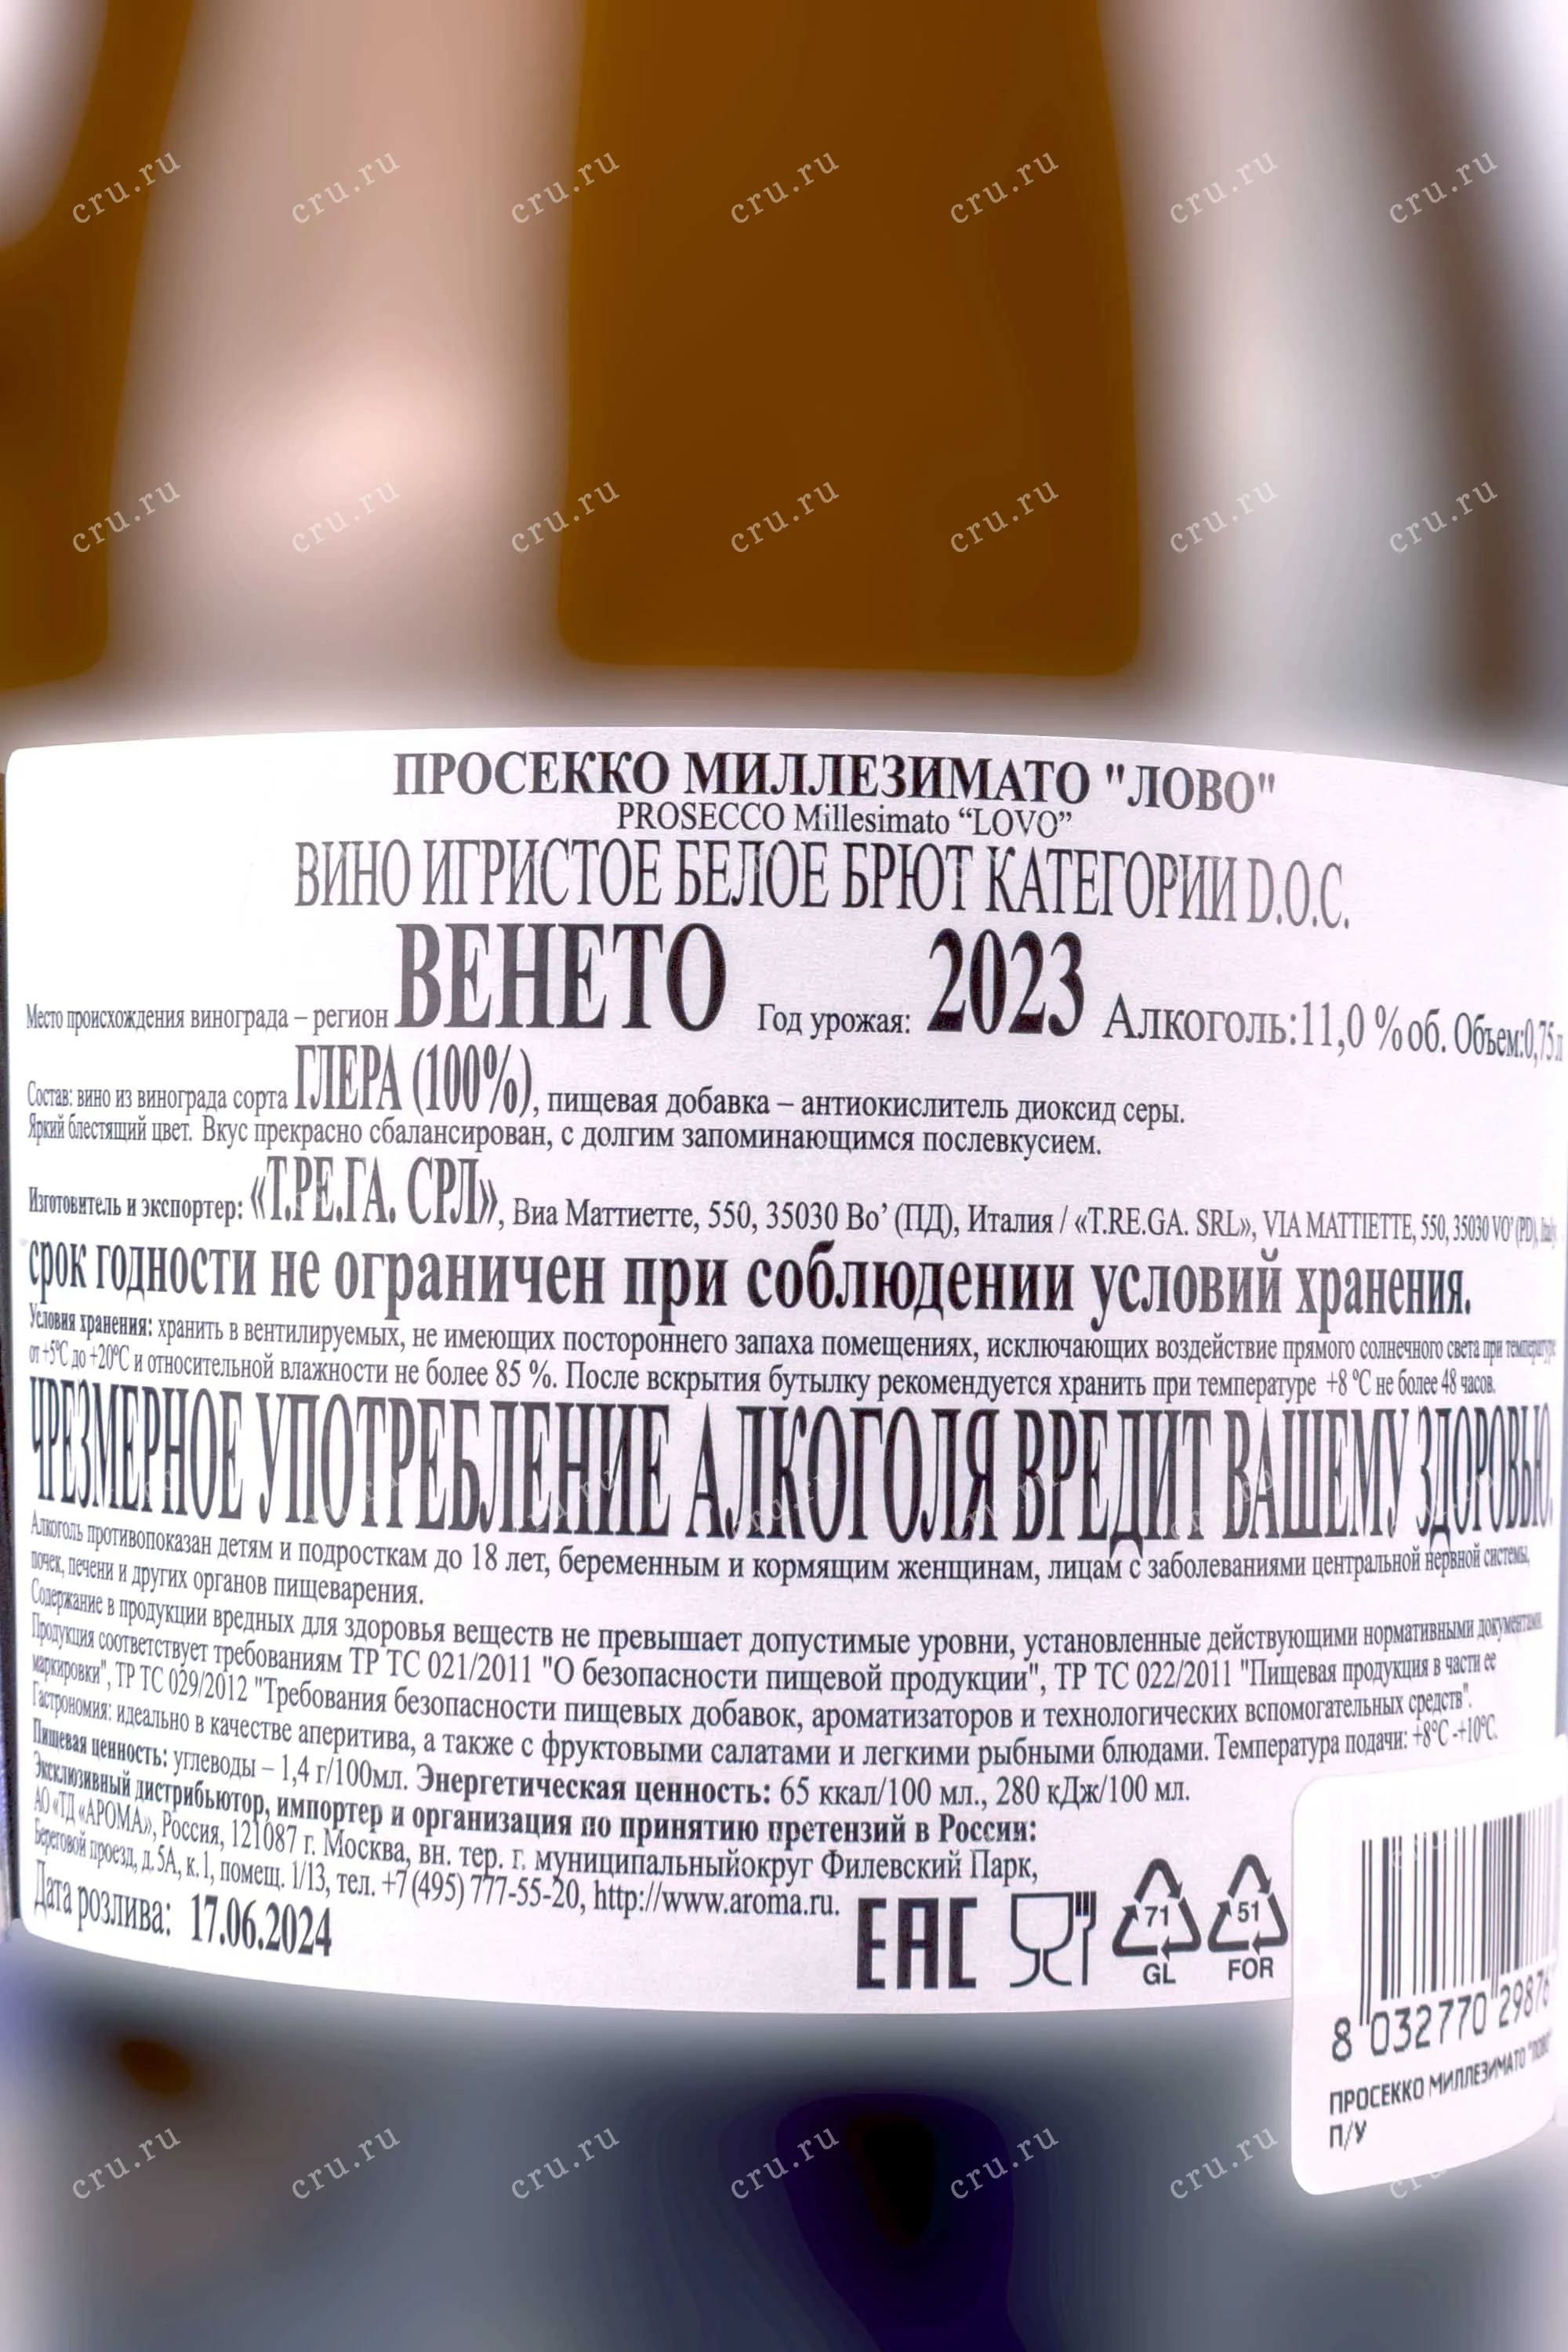 ПРОСЕККО МИЛЛЕЗИМАТО "ЛОВО"
PROSECCO Millesimato “LOVO”
ВИНО ИГРИСТОЕ БЕЛОЕ БРЮТ КАТЕГОРИИ D.O.C.
Место происхождения винограда – регион ВЕНЕТО Год урожая: 2023 Алкоголь:11,0 % об. Объем:0,75 л
Состав: вино из винограда сорта ГЛЕРА (100%), пищевая добавка – антиокислитель диоксид серы.
Яркий блестящий цвет. Вкус прекрасно сбалансирован, с долгим запоминающимся послевкусием.
Изготовитель и экспортер: «Т.РЕ.ГА. СРЛ», Виа Маттиетте, 550, 35030 Во’ (ПД), Италия / «T.RE.GA. SRL», VIA MATTIETTE, 550, 35030 VO’ (PD), Italy
срок годности не ограничен при соблюдении условий хранения.
Условия хранения: хранить в вентилируемых, не имеющих постороннего запаха помещениях, исключающих воздействие прямого солнечного света при температуре
от +5°С до +20°С и относительной влажности не более 85 %. После вскрытия бутылку рекомендуется хранить при температуре +8 °С не более 48 часов.
ЧРЕЗМЕРНОЕ УПОТРЕБЛЕНИЕ АЛКОГОЛЯ ВРЕДИТ ВАШЕМУ ЗДОРОВЬЮ.
Алкоголь противопоказан детям и подросткам до 18 лет, беременным и кормящим женщинам, лицам с заболеваниями центральной нервной системы,
почек, печени и других органов пищеварения.
Содержание в продукции вредных для здоровья веществ не превышает допустимые уровни, установленные действующими нормативными документами.
Продукция соответствует требованиям ТР ТС 021/2011 "О безопасности пищевой продукции", ТР ТС 022/2011 "Пищевая продукция в части ее
маркировки", ТР ТС 029/2012 "Требования безопасности пищевых добавок, ароматизаторов и технологических вспомогательных средств".
Гастрономия: идеально в качестве аперитива, а также с фруктовыми салатами и легкими рыбными блюдами. Температура подачи: +8°С -+10°С.
Пищевая ценность: углеводы – 1,4 г/100мл. Энергетическая ценность: 65 ккал/100 мл., 280 кДж/100 мл.
Эксклюзивный дистрибьютор, импортер и организация по принятию претензий в России:
АО «ТД «АРОМА», Россия, 121087 г. Москва, вн. тер. г. муниципальныйокруг Филевский Парк,
Береговой проезд, д. 5А, к. 1, помещ. 1/13, тел. +7 (495) 777-55-20, http://www.aroma.ru.
Дата розлива: 17.06.2024
ЕАС
71
GL
51
FOR
8 032770 29876
ПРОСЕККО МИЛЛЕЗИМАТО "ЛОВО"
П/У